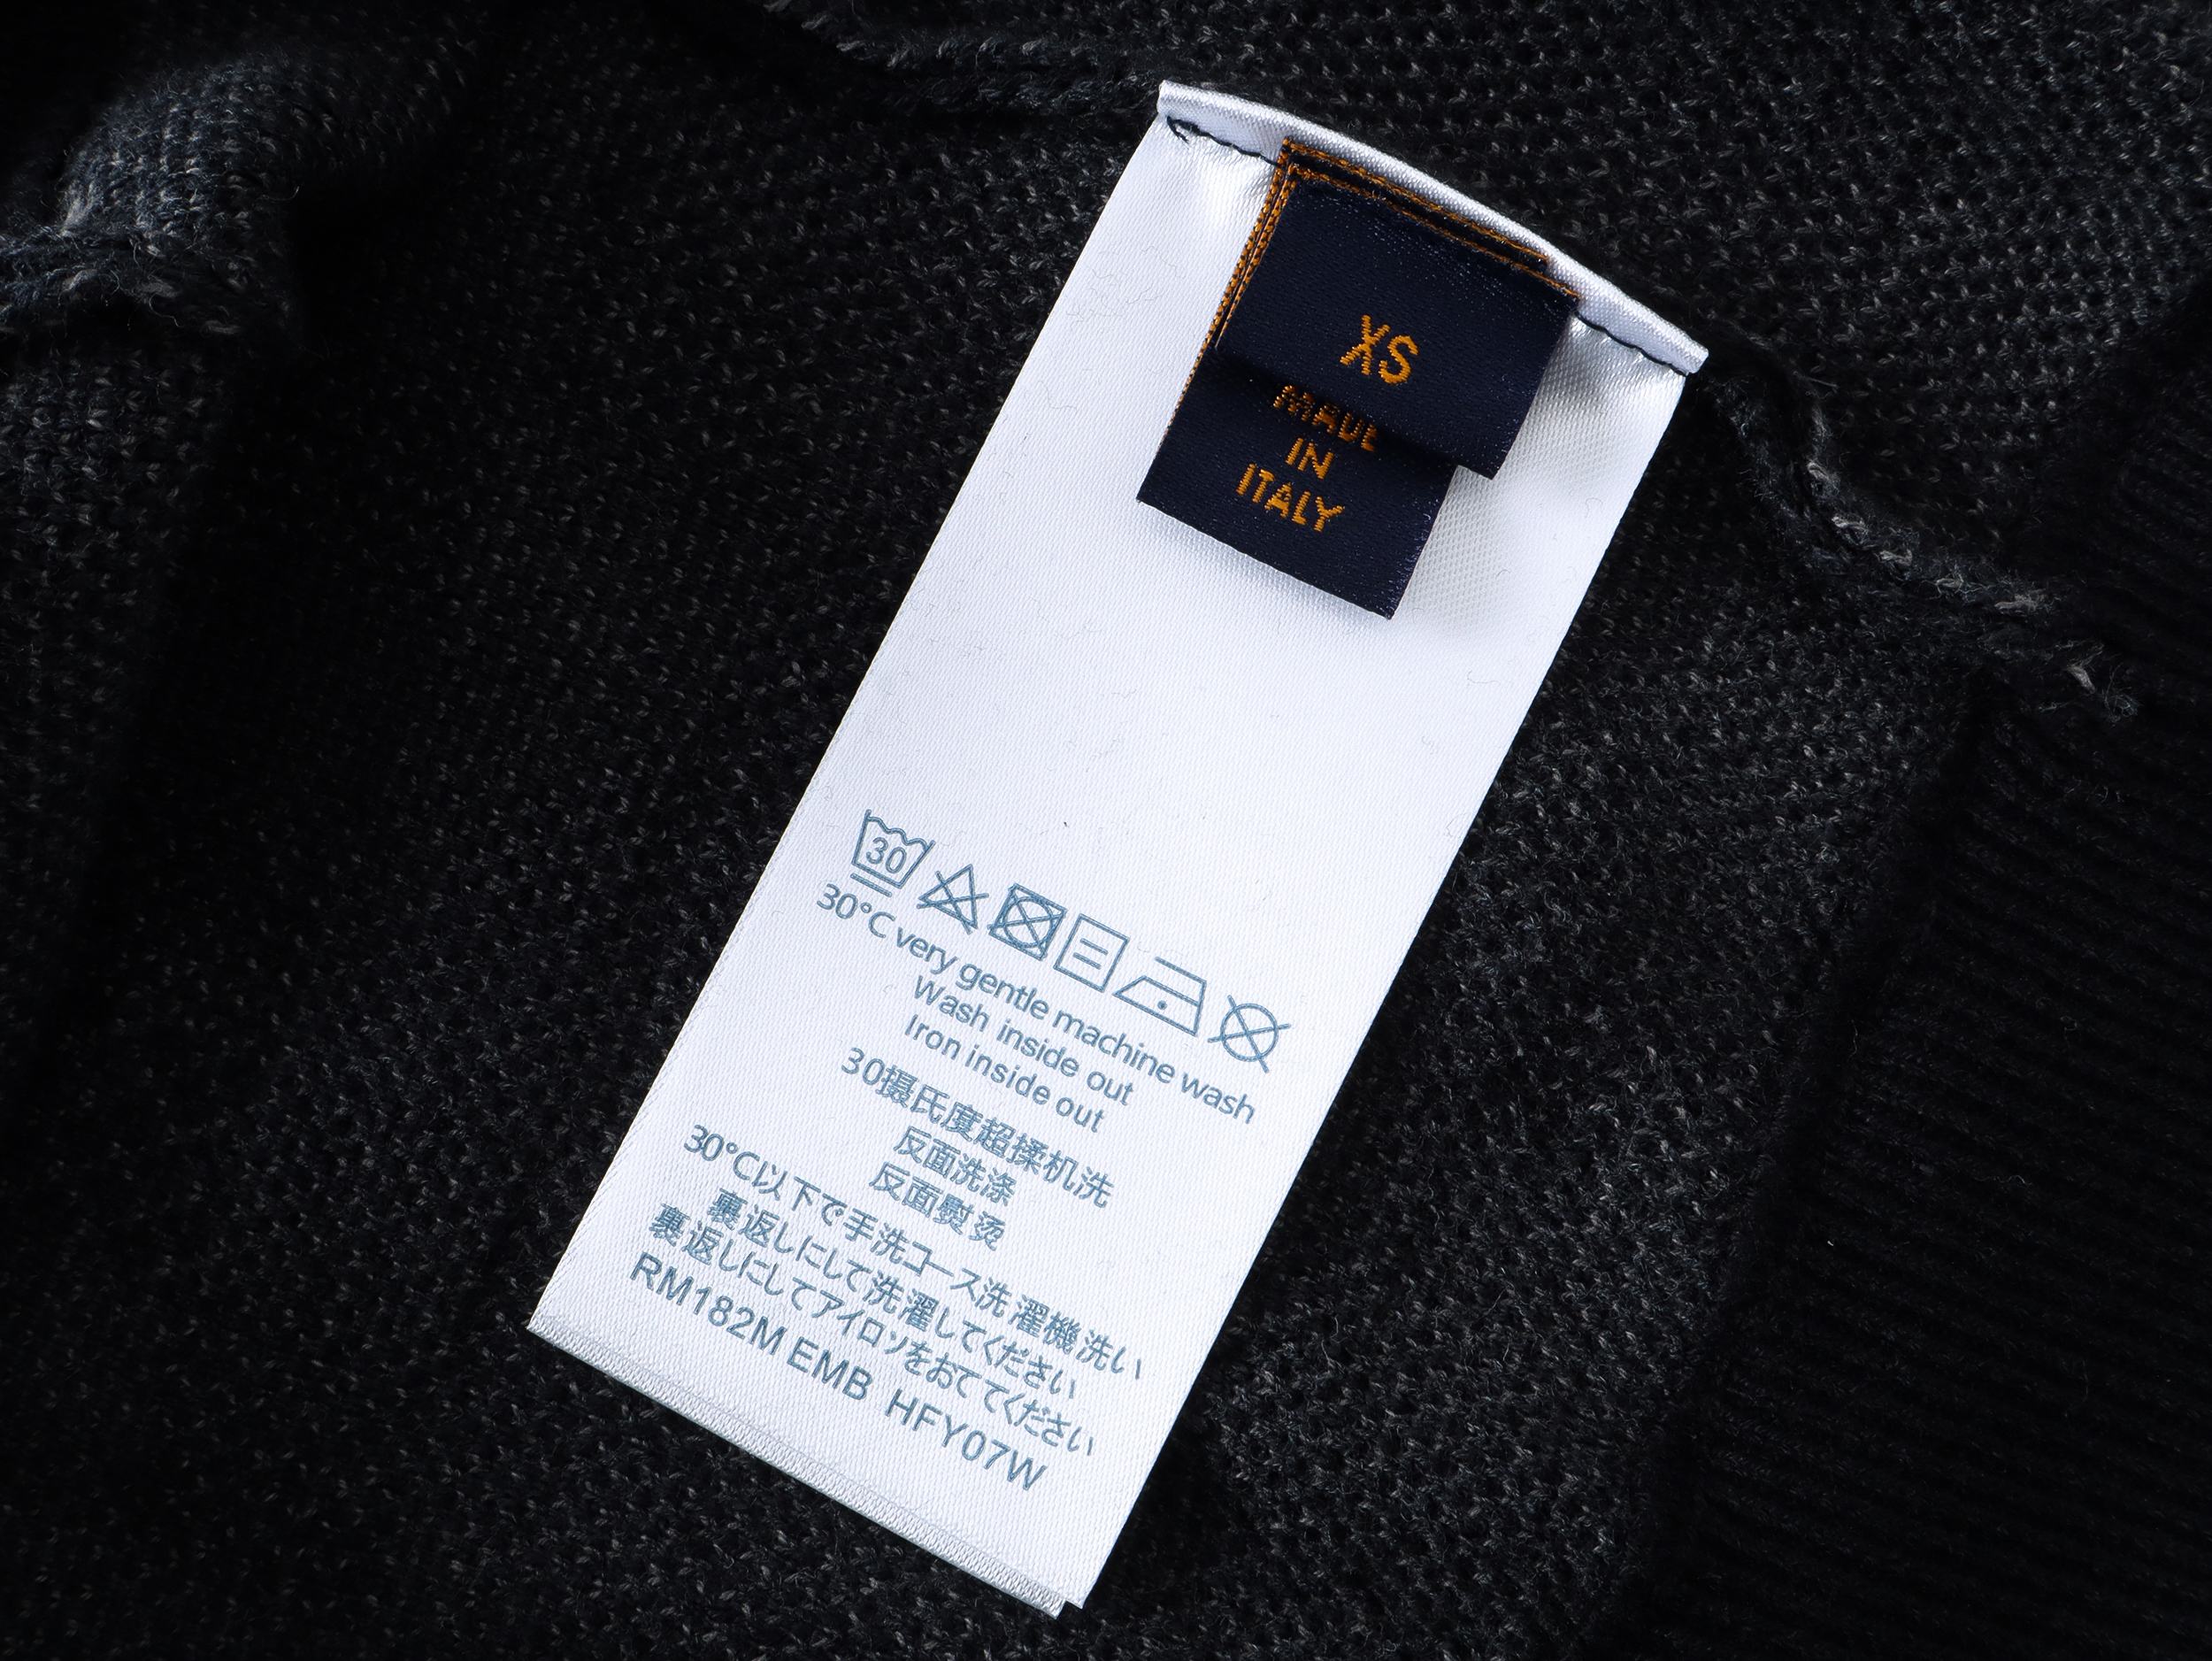 XS
MADE
IN
ITALY
30
30°C very gentle machine wash
Wash inside out
Iron inside out
30摄氏度超揉机洗
反面洗涤
反面熨烫
30°C以下で手洗コース洗濯機洗い
裏返しにして洗濯してください
裏返しにしてアイロソをおててください
RM182M EMB HFY07W